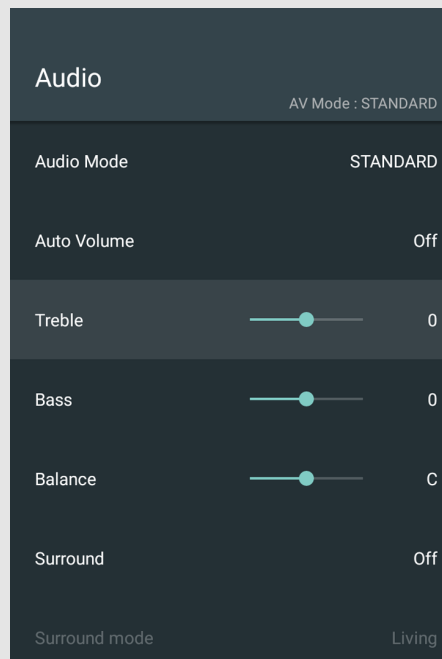 Audio
AV Mode : STANDARD
Audio Mode STANDARD
Auto Volume Off
Treble 0
Bass 0
Balance C
Surround Off
Surround mode Living